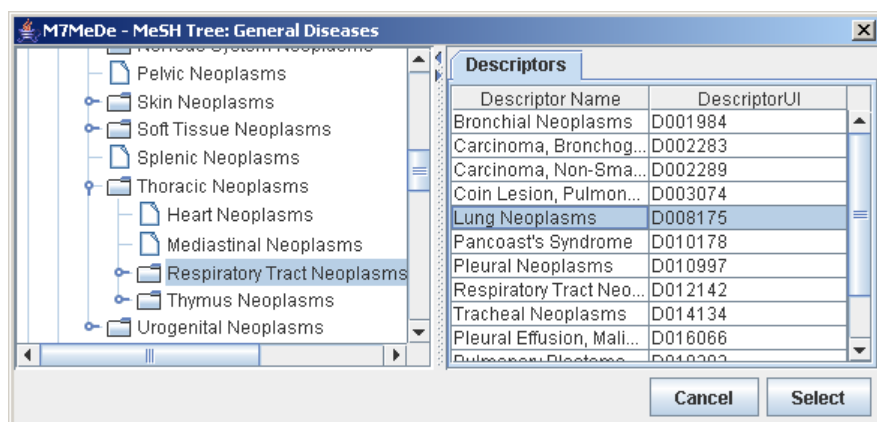 M7MeDe - MeSH Tree: General Diseases
Pelvic Neoplasms
Skin Neoplasms
Soft Tissue Neoplasms
Splenic Neoplasms
Thoracic Neoplasms
Heart Neoplasms
Mediastinal Neoplasms
Respiratory Tract Neoplasms
Thymus Neoplasms
Urogenital Neoplasms
Descriptors
Descriptor Name DescriptorUI
Bronchial Neoplasms D001984
Carcinoma, Bronchog... D002283
Carcinoma, Non-Sma... D002289
Coin Lesion, Pulmon... D003074
Lung Neoplasms D008175
Pancoast's Syndrome D010178
Pleural Neoplasms D010997
Respiratory Tract Neo... D012142
Tracheal Neoplasms D014134
Pleural Effusion, Mali... D016066
Cancel Select